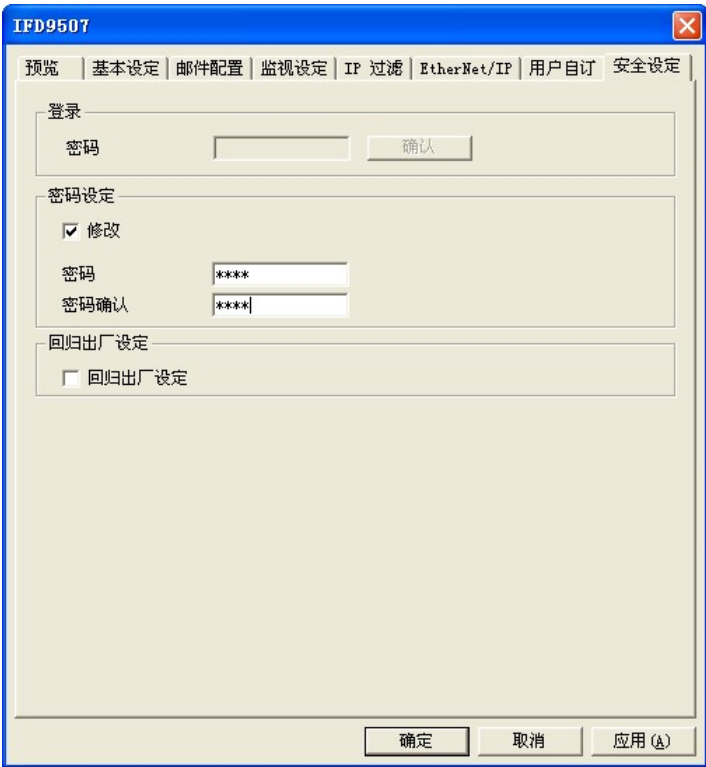 IFD9507
预览 基本设定 邮件配置 监视设定 IP 过滤 EtherNet/IP 用户自订 安全设定
登录
密码 确认
密码设定
修改
密码 ****
密码确认 ****
回归出厂设定
回归出厂设定
确定 取消 应用(A)